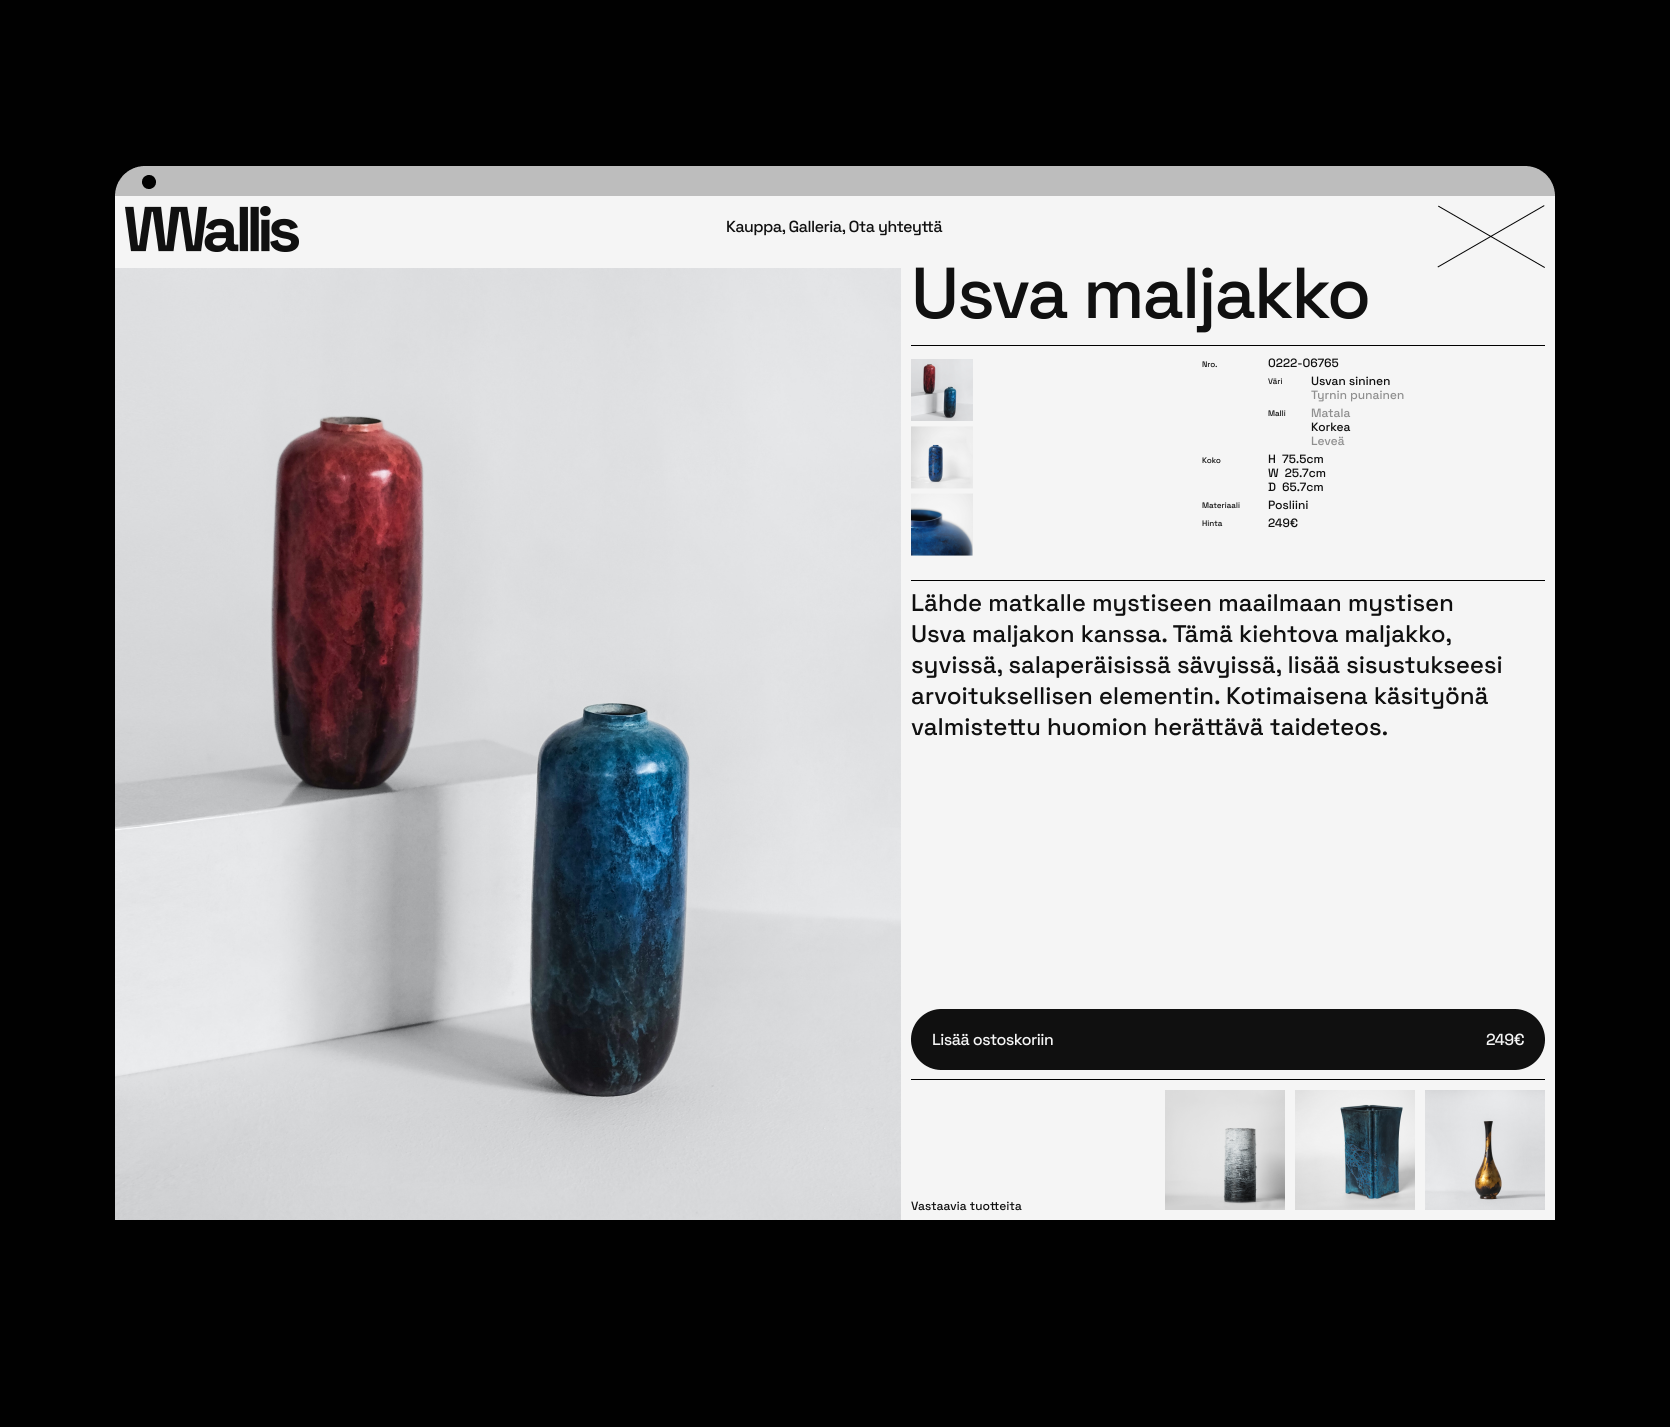 Wallis
Kauppa, Galleria, Ota yhteyttä
Usva maljakko
Nro. 0222-06765
Väri Usvan sininen
Tyrnin punainen
Malli Matala
Korkea
Leveä
Koko H 75.5cm
W 25.7cm
D 65.7cm
Materiaali Posliini
Hinta 249€
Lähde matkalle mystiseen maailmaan mystisen
Usva maljakon kanssa. Tämä kiehtova maljakko,
syvissä, salaperäisissä sävyissä, lisää sisustukseesi
arvoituksellisen elementin. Kotimaisena käsityönä
valmistettu huomion herättävä taideteos.
Lisää ostoskoriin 249€
Vastaavia tuotteita